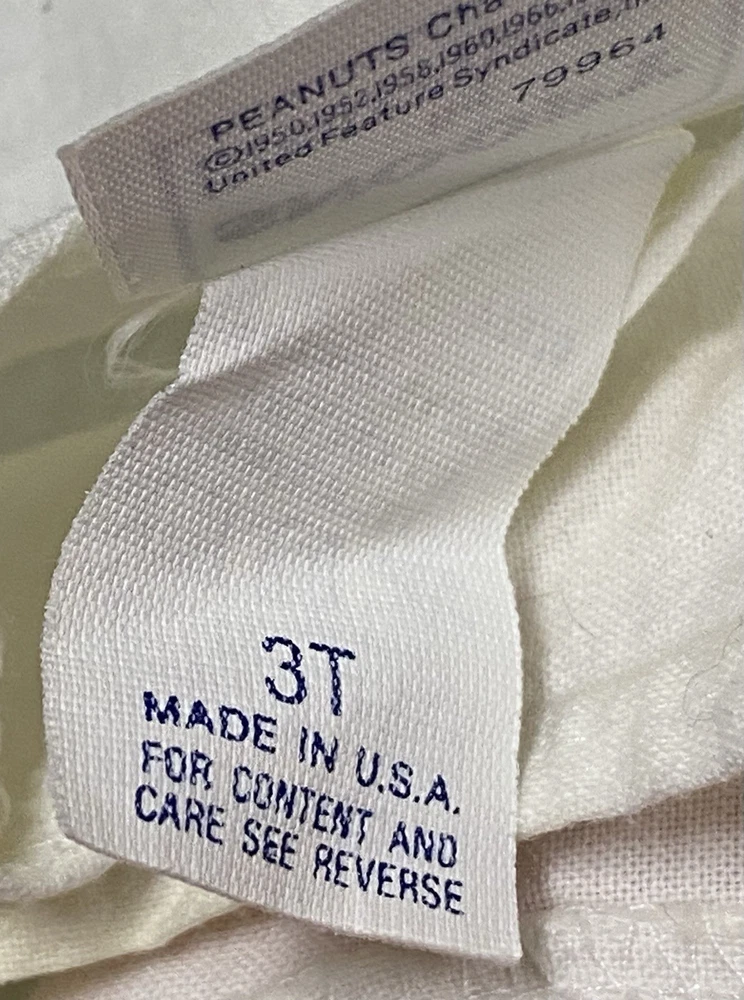 PEANUTS Cha
©1950,1952,1958,1960,1966,
United Feature Syndicate,
79964
3T
MADE IN U.S.A.
FOR CONTENT AND
CARE SEE REVERSE